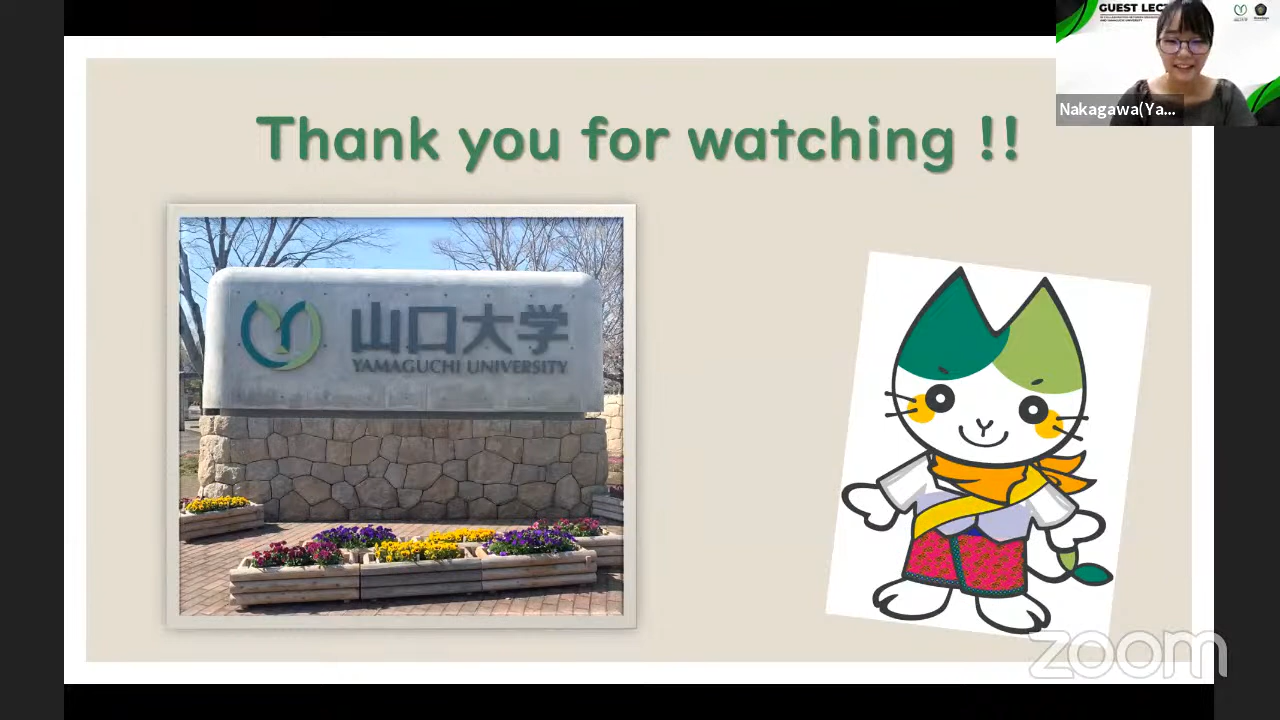 GUEST LEC
Nakagawa(Ya...
Thank you for watching !!
山口大学
YAMAGUCHI UNIVERSITY
zoom